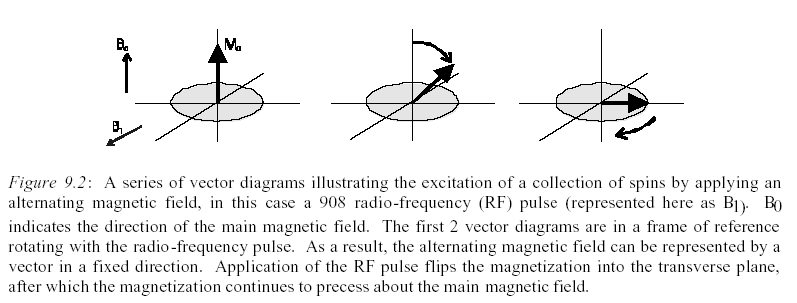 B₀ M₀
B₁
Figure 9.2: A series of vector diagrams illustrating the excitation of a collection of spins by applying an
alternating magnetic field, in this case a 908 radio-frequency (RF) pulse (represented here as B1). B0
indicates the direction of the main magnetic field. The first 2 vector diagrams are in a frame of reference
rotating with the radio-frequency pulse. As a result, the alternating magnetic field can be represented by a
vector in a fixed direction. Application of the RF pulse flips the magnetization into the transverse plane,
after which the magnetization continues to precess about the main magnetic field.